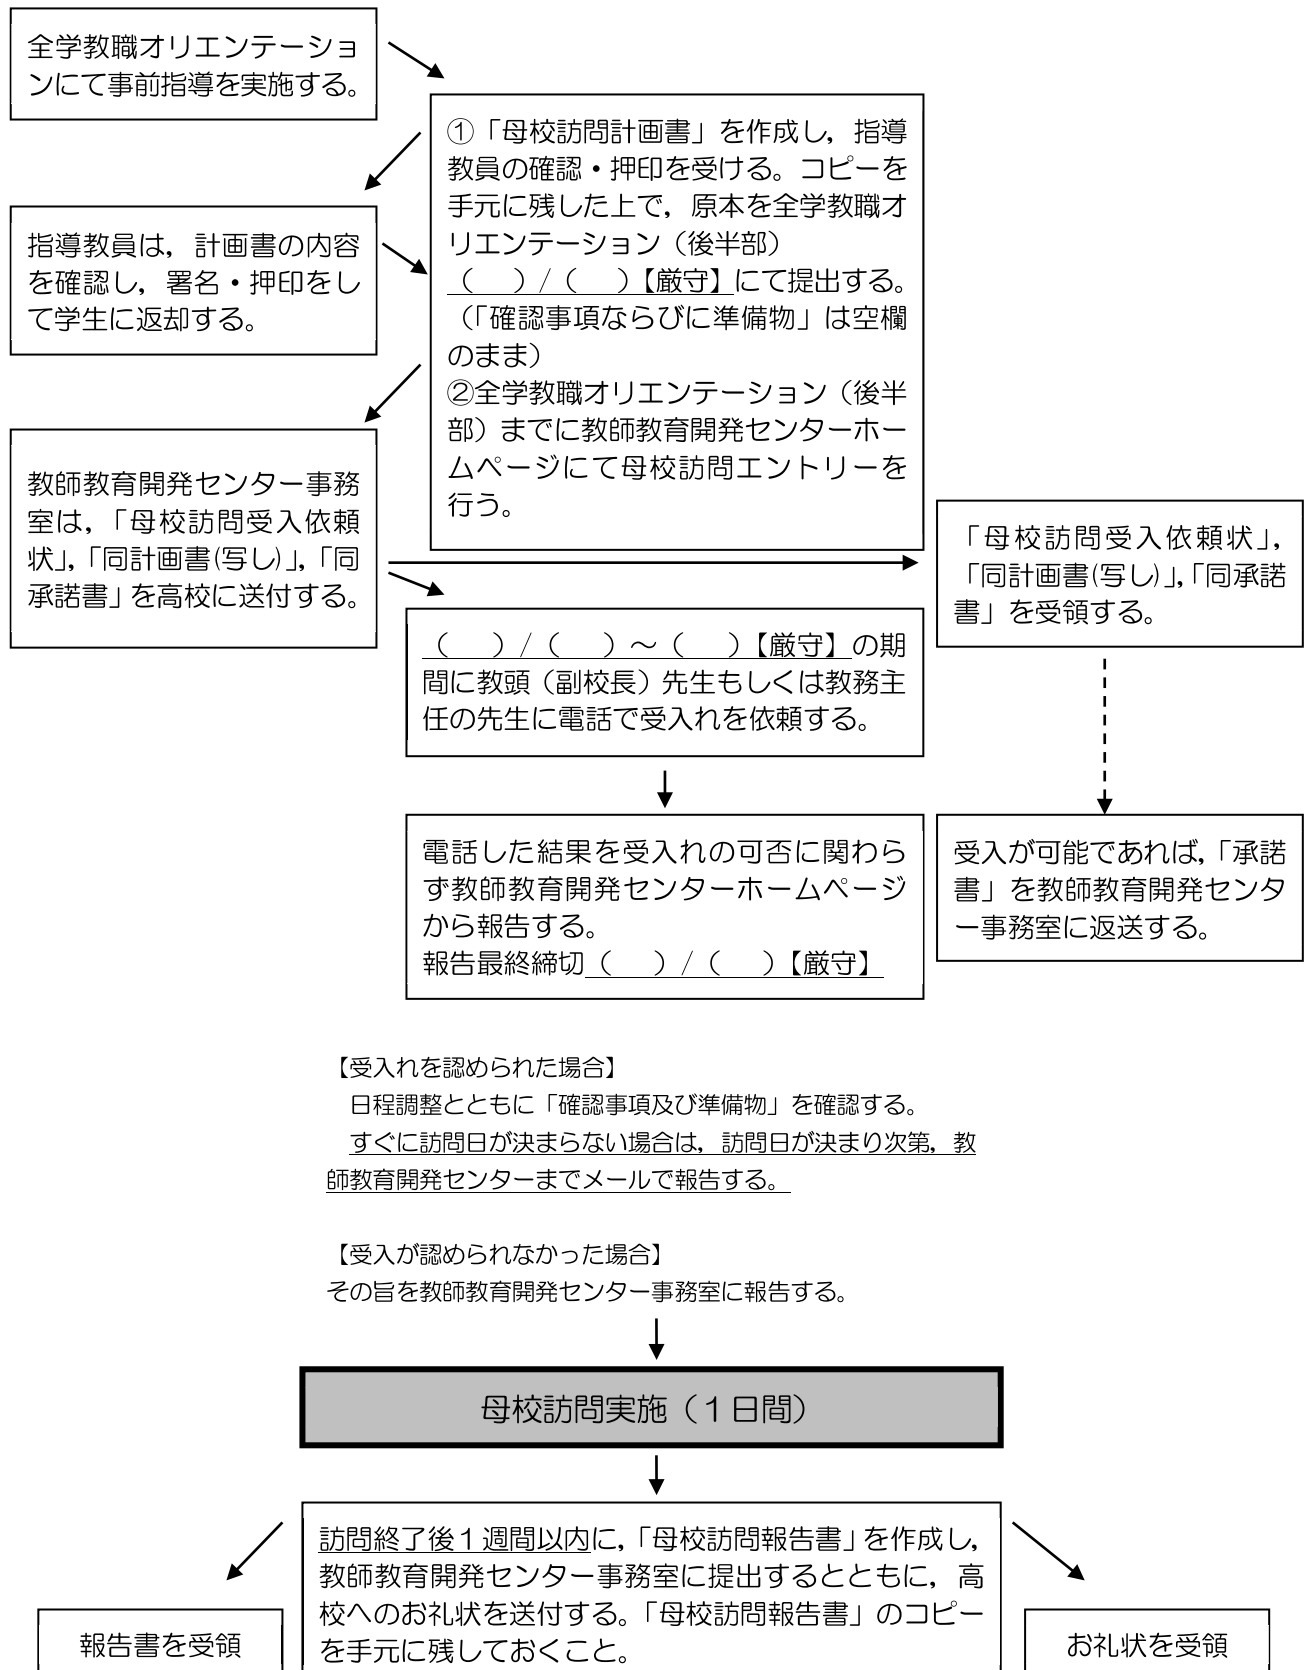 全学教職オリエンテーショ
ンにて事前指導を実施する。
①「母校訪問計画書」を作成し，指導
教員の確認・押印を受ける。コピーを
手元に残した上で，原本を全学教職オ
リエンテーション（後半部）
（　）/（　）【厳守】にて提出する。
（「確認事項ならびに準備物」は空欄
のまま）
②全学教職オリエンテーション（後半
部）までに教師教育開発センターホー
ムページにて母校訪問エントリーを
行う。
指導教員は，計画書の内容
を確認し，署名・押印をし
て学生に返却する。
教師教育開発センター事務
室は，「母校訪問受入依頼
状」，「同計画書(写し)」，「同
承諾書」を高校に送付する。
「母校訪問受入依頼状」，
「同計画書(写し)」，「同承諾
書」を受領する。
（　）/（　）～（　）【厳守】の期
間に教頭（副校長）先生もしくは教務主
任の先生に電話で受入れを依頼する。
電話した結果を受入れの可否に関わら
ず教師教育開発センターホームページ
から報告する。
報告最終締切（　）/（　）【厳守】
受入が可能であれば，「承諾
書」を教師教育開発センタ
ー事務室に返送する。
【受入れを認められた場合】
日程調整とともに「確認事項及び準備物」を確認する。
すぐに訪問日が決まらない場合は，訪問日が決まり次第，教
師教育開発センターまでメールで報告する。
【受入が認められなかった場合】
その旨を教師教育開発センター事務室に報告する。
母校訪問実施（１日間）
訪問終了後１週間以内に，「母校訪問報告書」を作成し，
教師教育開発センター事務室に提出するとともに，高
校へのお礼状を送付する。「母校訪問報告書」のコピー
を手元に残しておくこと。
報告書を受領
お礼状を受領